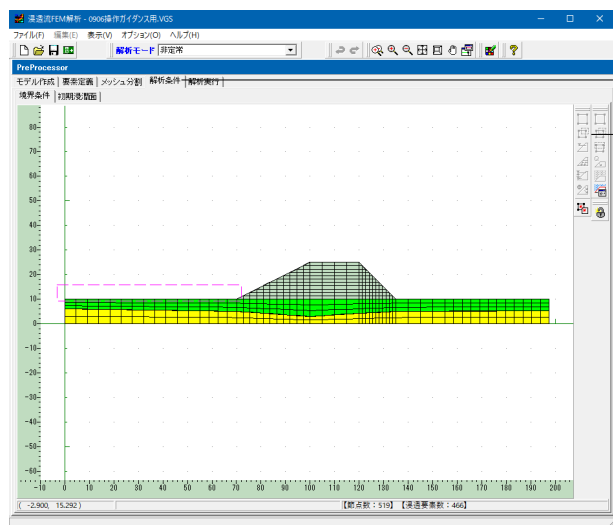 浸透流FEM解析 - 0906操作ガイダンス用.VGS
ファイル(F) 編集(E) 表示(V) オプション(O) ヘルプ(H)
解析モード 非定常
PreProcessor
モデル作成 要素定義 メッシュ分割 解析条件 解析実行
境界条件 初期浸潤面
80
70
60
50
40
30
20
10
0
-10
-20
-30
-40
-50
-60
-10 0 10 20 30 40 50 60 70 80 90 100 110 120 130 140 150 160 170 180 190 200
( -2.900, 15.292 ) 【節点数：519】【浸透要素数：466】